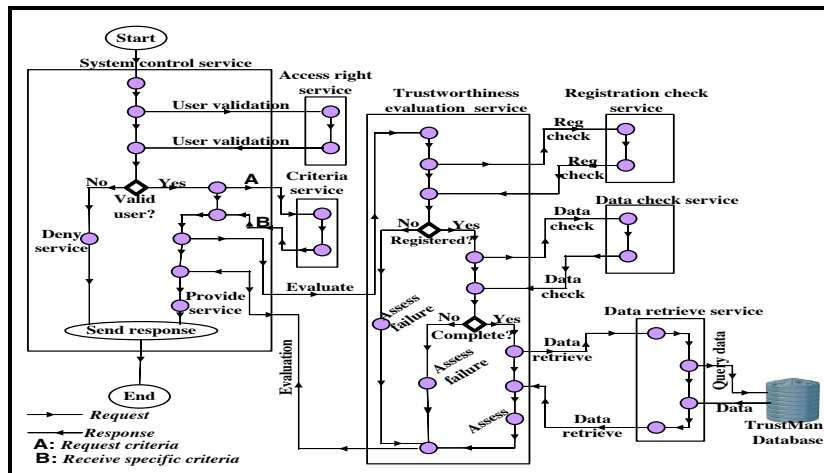 Start
System control service
Access right
service
User validation
User validation
No
Yes
Valid
user?
A
Criteria
service
B
Deny
service
Provide
service
Send response
End
Trustworthiness
evaluation service
Registration check
service
Reg
check
Reg
check
No
Yes
Registered?
Data check service
Data
check
Data
check
Evaluate
Assess
failure
No
Yes
Complete?
Assess
failure
Assess
Evaluation
Data retrieve service
Data
retrieve
Data
retrieve
Query data
Data
TrustMan
Database
Request
Response
A: Request criteria
B: Receive specific criteria